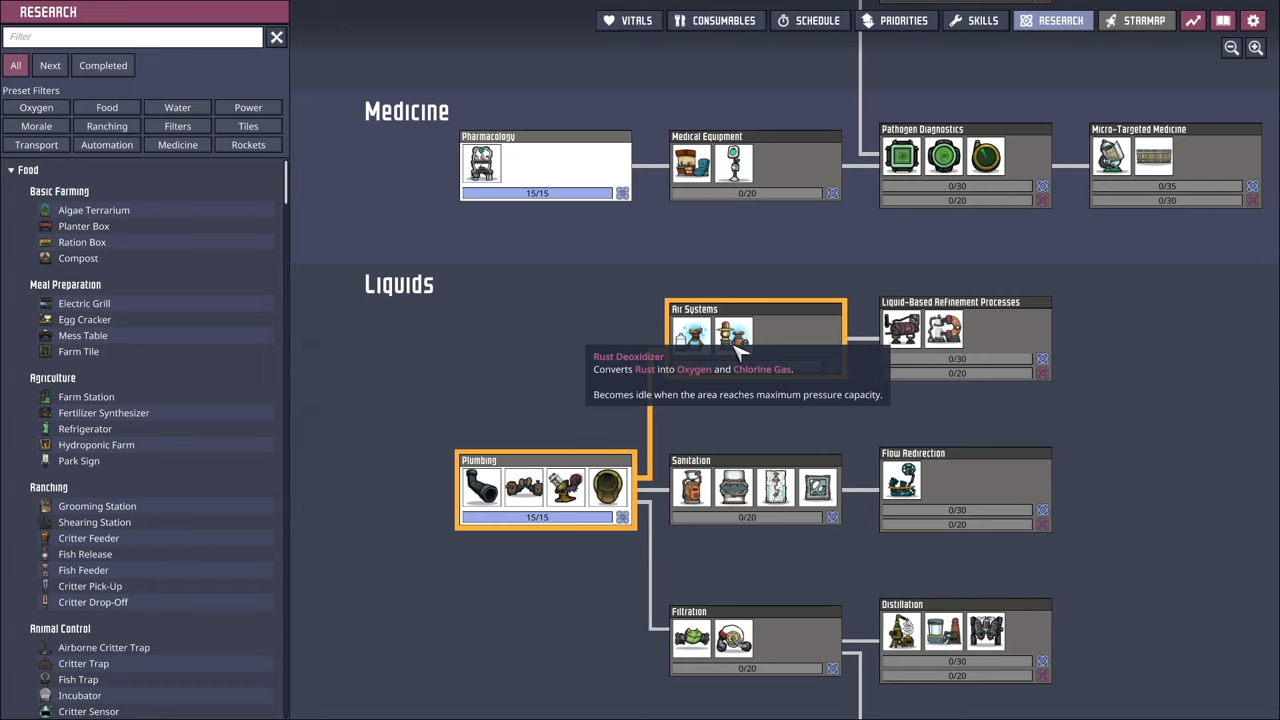 RESEARCH
VITALS
CONSUMABLES
SCHEDULE
PRIORITIES
SKILLS
RESEARCH
STARMAP
Filter
All
Next
Completed
Preset Filters
Oxygen
Food
Water
Power
Morale
Ranching
Filters
Tiles
Transport
Automation
Medicine
Rockets
Food
Basic Farming
Algae Terrarium
Planter Box
Ration Box
Compost
Meal Preparation
Electric Grill
Egg Cracker
Mess Table
Farm Tile
Agriculture
Farm Station
Fertilizer Synthesizer
Refrigerator
Hydroponic Farm
Park Sign
Ranching
Grooming Station
Shearing Station
Critter Feeder
Fish Release
Fish Feeder
Critter Pick-Up
Critter Drop-Off
Animal Control
Airborne Critter Trap
Critter Trap
Fish Trap
Incubator
Critter Sensor
Medicine
Pharmacology
15/15
Medical Equipment
0/20
Pathogen Diagnostics
0/30
0/20
Micro-Targeted Medicine
0/35
0/30
Liquids
Air Systems
Rust Deoxidizer
Converts Rust into Oxygen and Chlorine Gas.
Becomes idle when the area reaches maximum pressure capacity.
Liquid-Based Refinement Processes
0/30
0/20
Plumbing
15/15
Sanitation
0/20
Flow Redirection
0/30
0/20
Filtration
0/20
Distillation
0/30
0/20